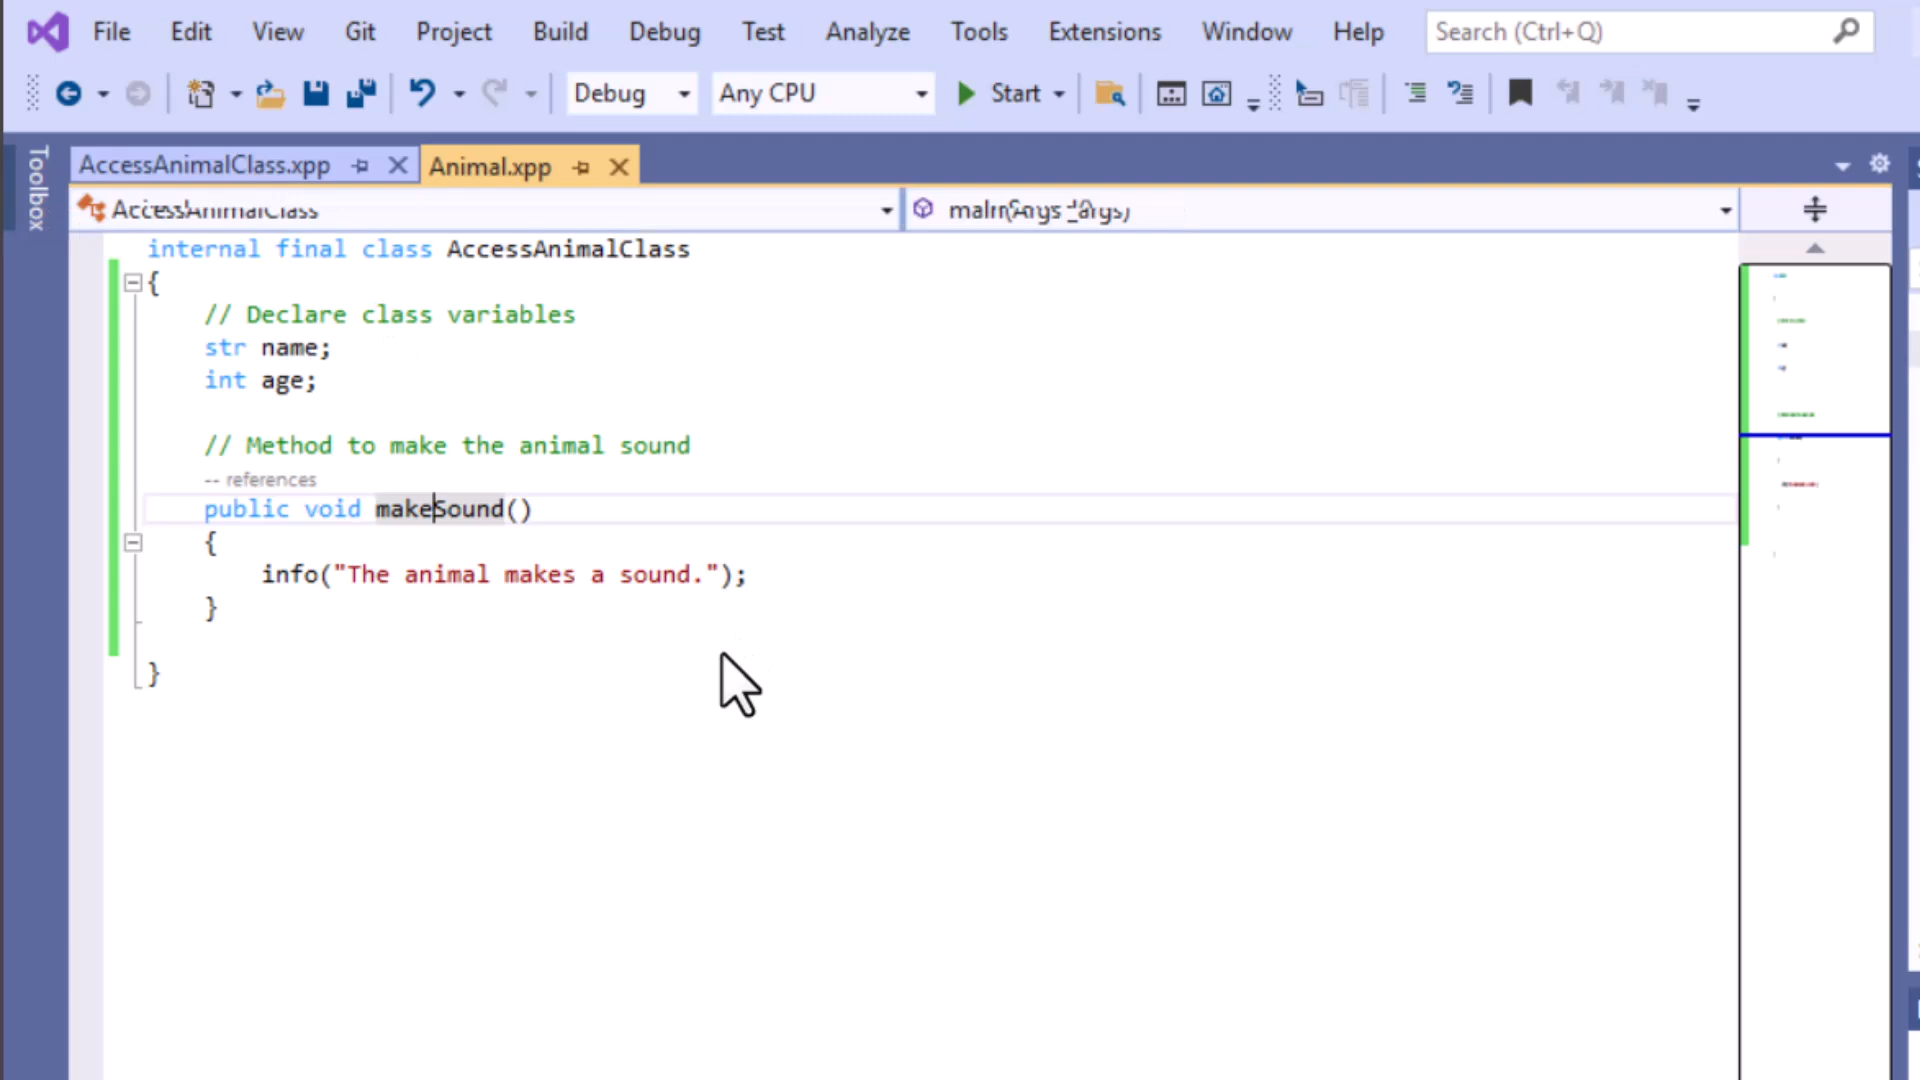 File Edit View Git Project Build Debug Test Analyze Tools Extensions Window Help Search (Ctrl+Q)
Debug Any CPU Start
Toolbox
AccessAnimalClass.xpp Animal.xpp
AccessAnimalClass
internal final class AccessAnimalClass
{
// Declare class variables
str name;
int age;
// Method to make the animal sound
-- references
public void makeSound()
{
info("The animal makes a sound.");
}
}